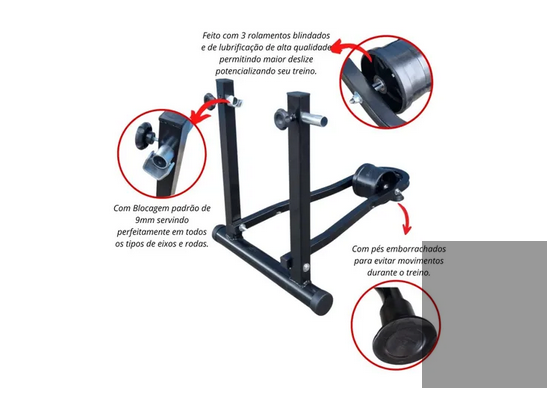 Feito com 3 rolamentos blindados
e de lubrificação de alta qualidade
permitindo maior deslize
potencializando seu treino.
Com Blocagem padrão de
9mm servindo
perfeitamente em todos
os tipos de eixos e rodas.
Com pés emborrachados
para evitar movimentos
durante o treino.